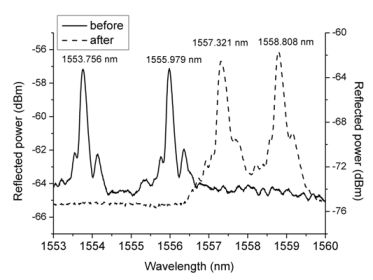 before
after
1553.756 nm
1555.979 nm
1557.321 nm
1558.808 nm
Reflected power (dBm)
-56
-58
-60
-62
-64
-66
-60
-64
-68
-72
-76
Reflected power (dBm)
1553 1554 1555 1556 1557 1558 1559 1560
Wavelength (nm)